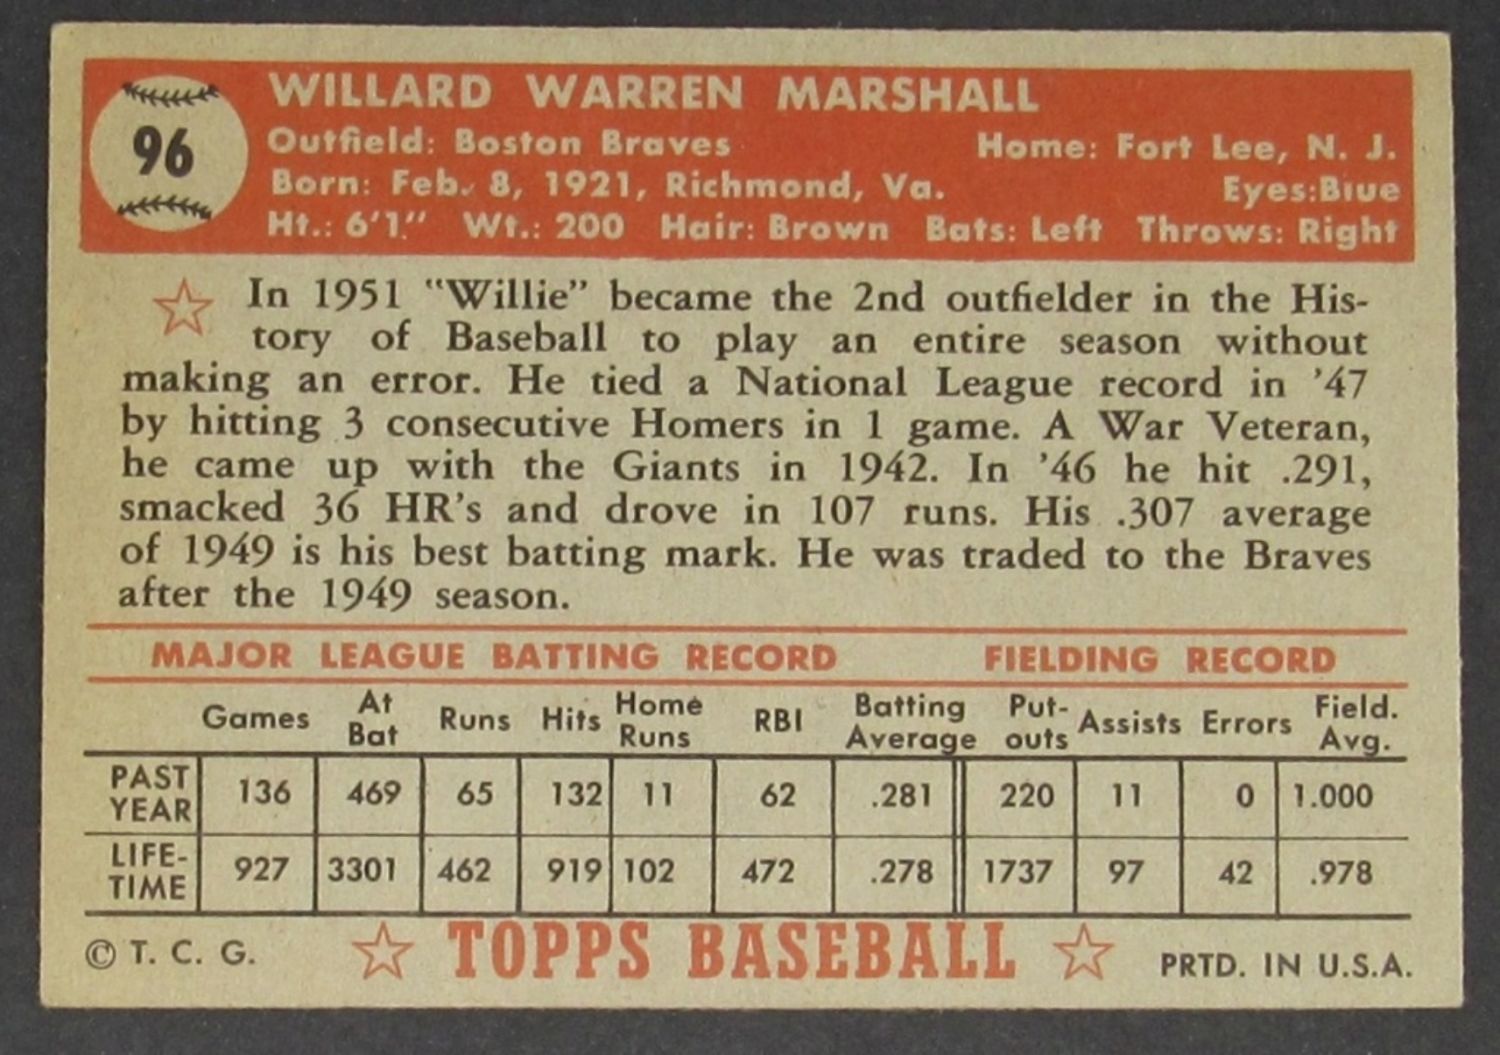 96
WILLARD WARREN MARSHALL
Outfield: Boston Braves Home: Fort Lee, N. J.
Born: Feb. 8, 1921, Richmond, Va. Eyes:Blue
Ht.: 6'1." Wt.: 200 Hair: Brown Bats: Left Throws: Right
In 1951 "Willie" became the 2nd outfielder in the His-
tory of Baseball to play an entire season without
making an error. He tied a National League record in '47
by hitting 3 consecutive Homers in 1 game. A War Veteran,
he came up with the Giants in 1942. In '46 he hit .291,
smacked 36 HR's and drove in 107 runs. His .307 average
of 1949 is his best batting mark. He was traded to the Braves
after the 1949 season.
MAJOR LEAGUE BATTING RECORD FIELDING RECORD
Games At Bat Runs Hits Home Runs RBI Batting Average Put-outs Assists Errors Field. Avg.
PAST YEAR 136 469 65 132 11 62 .281 220 11 0 1.000
LIFE-TIME 927 3301 462 919 102 472 .278 1737 97 42 .978
© T. C. G. TOPPS BASEBALL PRTD. IN U.S.A.